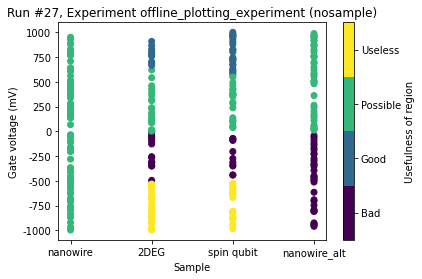 Run #27, Experiment offline_plotting_experiment (nosample)
1000
750
500
250
0
-250
-500
-750
-1000
Gate voltage (mV)
nanowire
2DEG
spin qubit
nanowire_alt
Sample
Useless
Possible
Good
Bad
Usefulness of region